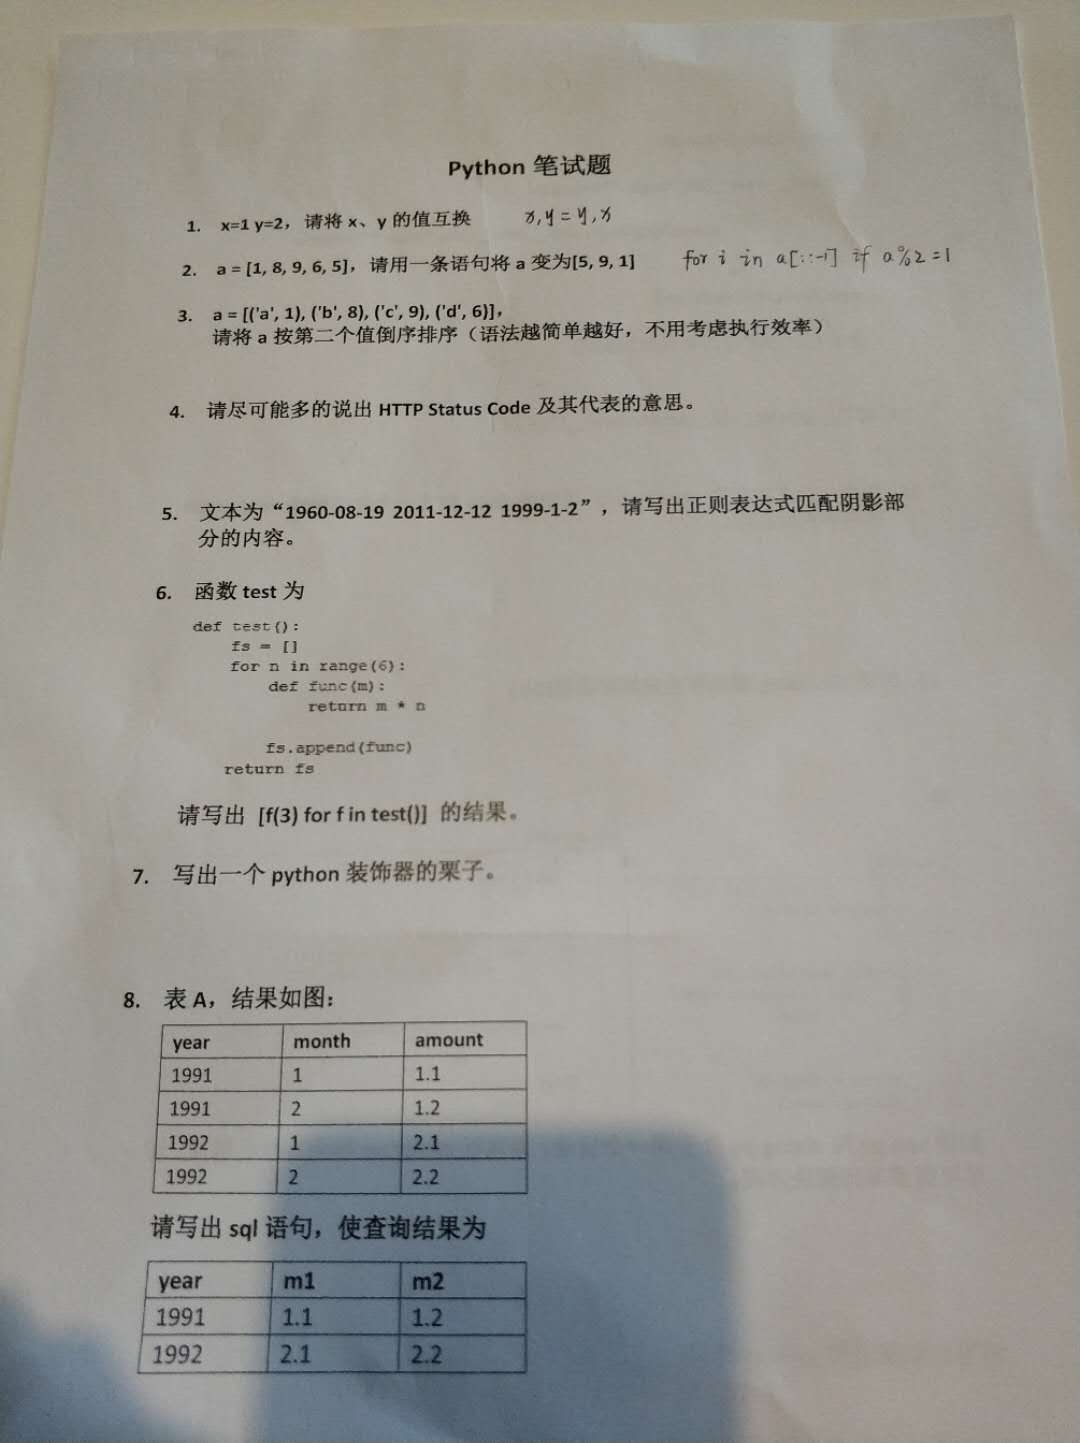 Python 笔试题
1. x=1 y=2，请将 x、y 的值互换 x,y=y,x
2. a = [1, 8, 9, 6, 5]，请用一条语句将 a 变为[5, 9, 1] for i in a[::-1] if a%2=1
3. a = [('a', 1), ('b', 8), ('c', 9), ('d', 6)]，
请将 a 按第二个值倒序排序（语法越简单越好，不用考虑执行效率）
4. 请尽可能多的说出 HTTP Status Code 及其代表的意思。
5. 文本为“1960-08-19 2011-12-12 1999-1-2”，请写出正则表达式匹配阴影部
分的内容。
6. 函数 test 为
def test():
fs = []
for n in range(6):
def func(m):
return m * n
fs.append(func)
return fs
请写出 [f(3) for f in test()] 的结果。
7. 写出一个 python 装饰器的栗子。
8. 表 A，结果如图：
year month amount
1991 1 1.1
1991 2 1.2
1992 1 2.1
1992 2 2.2
请写出 sql 语句，使查询结果为
year m1 m2
1991 1.1 1.2
1992 2.1 2.2